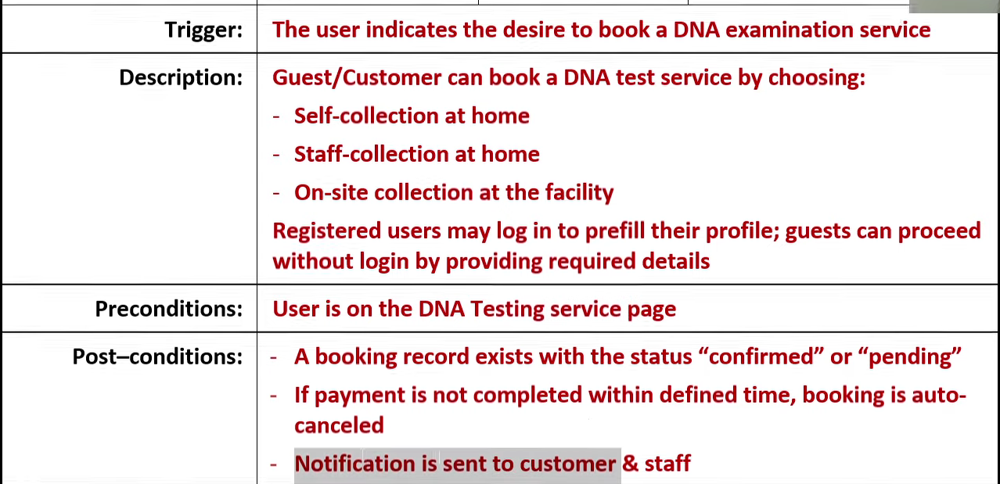 Trigger: The user indicates the desire to book a DNA examination service
Description: Guest/Customer can book a DNA test service by choosing:
- Self-collection at home
- Staff-collection at home
- On-site collection at the facility
Registered users may log in to prefill their profile; guests can proceed
without login by providing required details
Preconditions: User is on the DNA Testing service page
Post–conditions: - A booking record exists with the status “confirmed” or “pending”
- If payment is not completed within defined time, booking is auto-
canceled
- Notification is sent to customer & staff